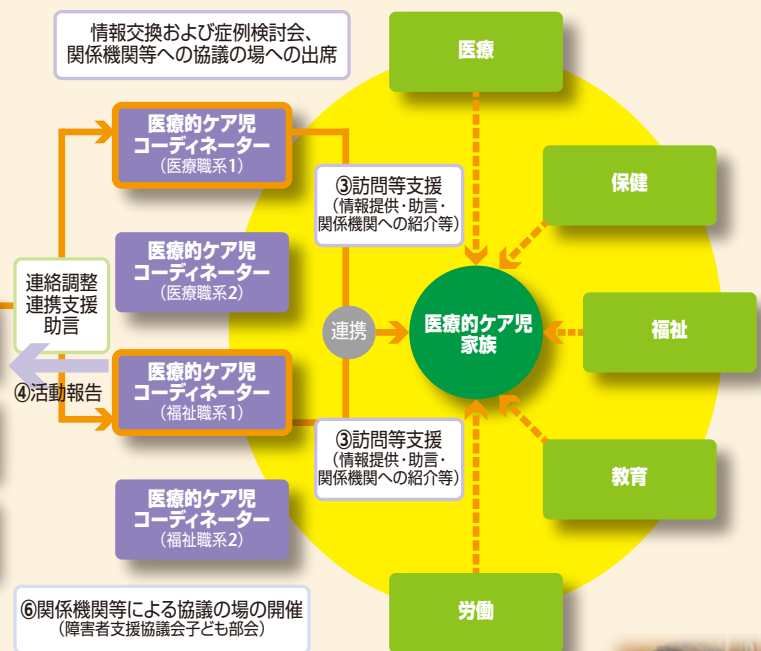 情報交換および症例検討会、
関係機関等への協議の場への出席
医療
医療的ケア児
コーディネーター
（医療職系1）
③訪問等支援
（情報提供・助言・
関係機関への紹介等）
保健
医療的ケア児
コーディネーター
（医療職系2）
連絡調整
連携支援
助言
連携
医療的ケア児
家族
福祉
④活動報告
医療的ケア児
コーディネーター
（福祉職系1）
③訪問等支援
（情報提供・助言・
関係機関への紹介等）
教育
医療的ケア児
コーディネーター
（福祉職系2）
⑥関係機関等による協議の場の開催
（障害者支援協議会子ども部会）
労働